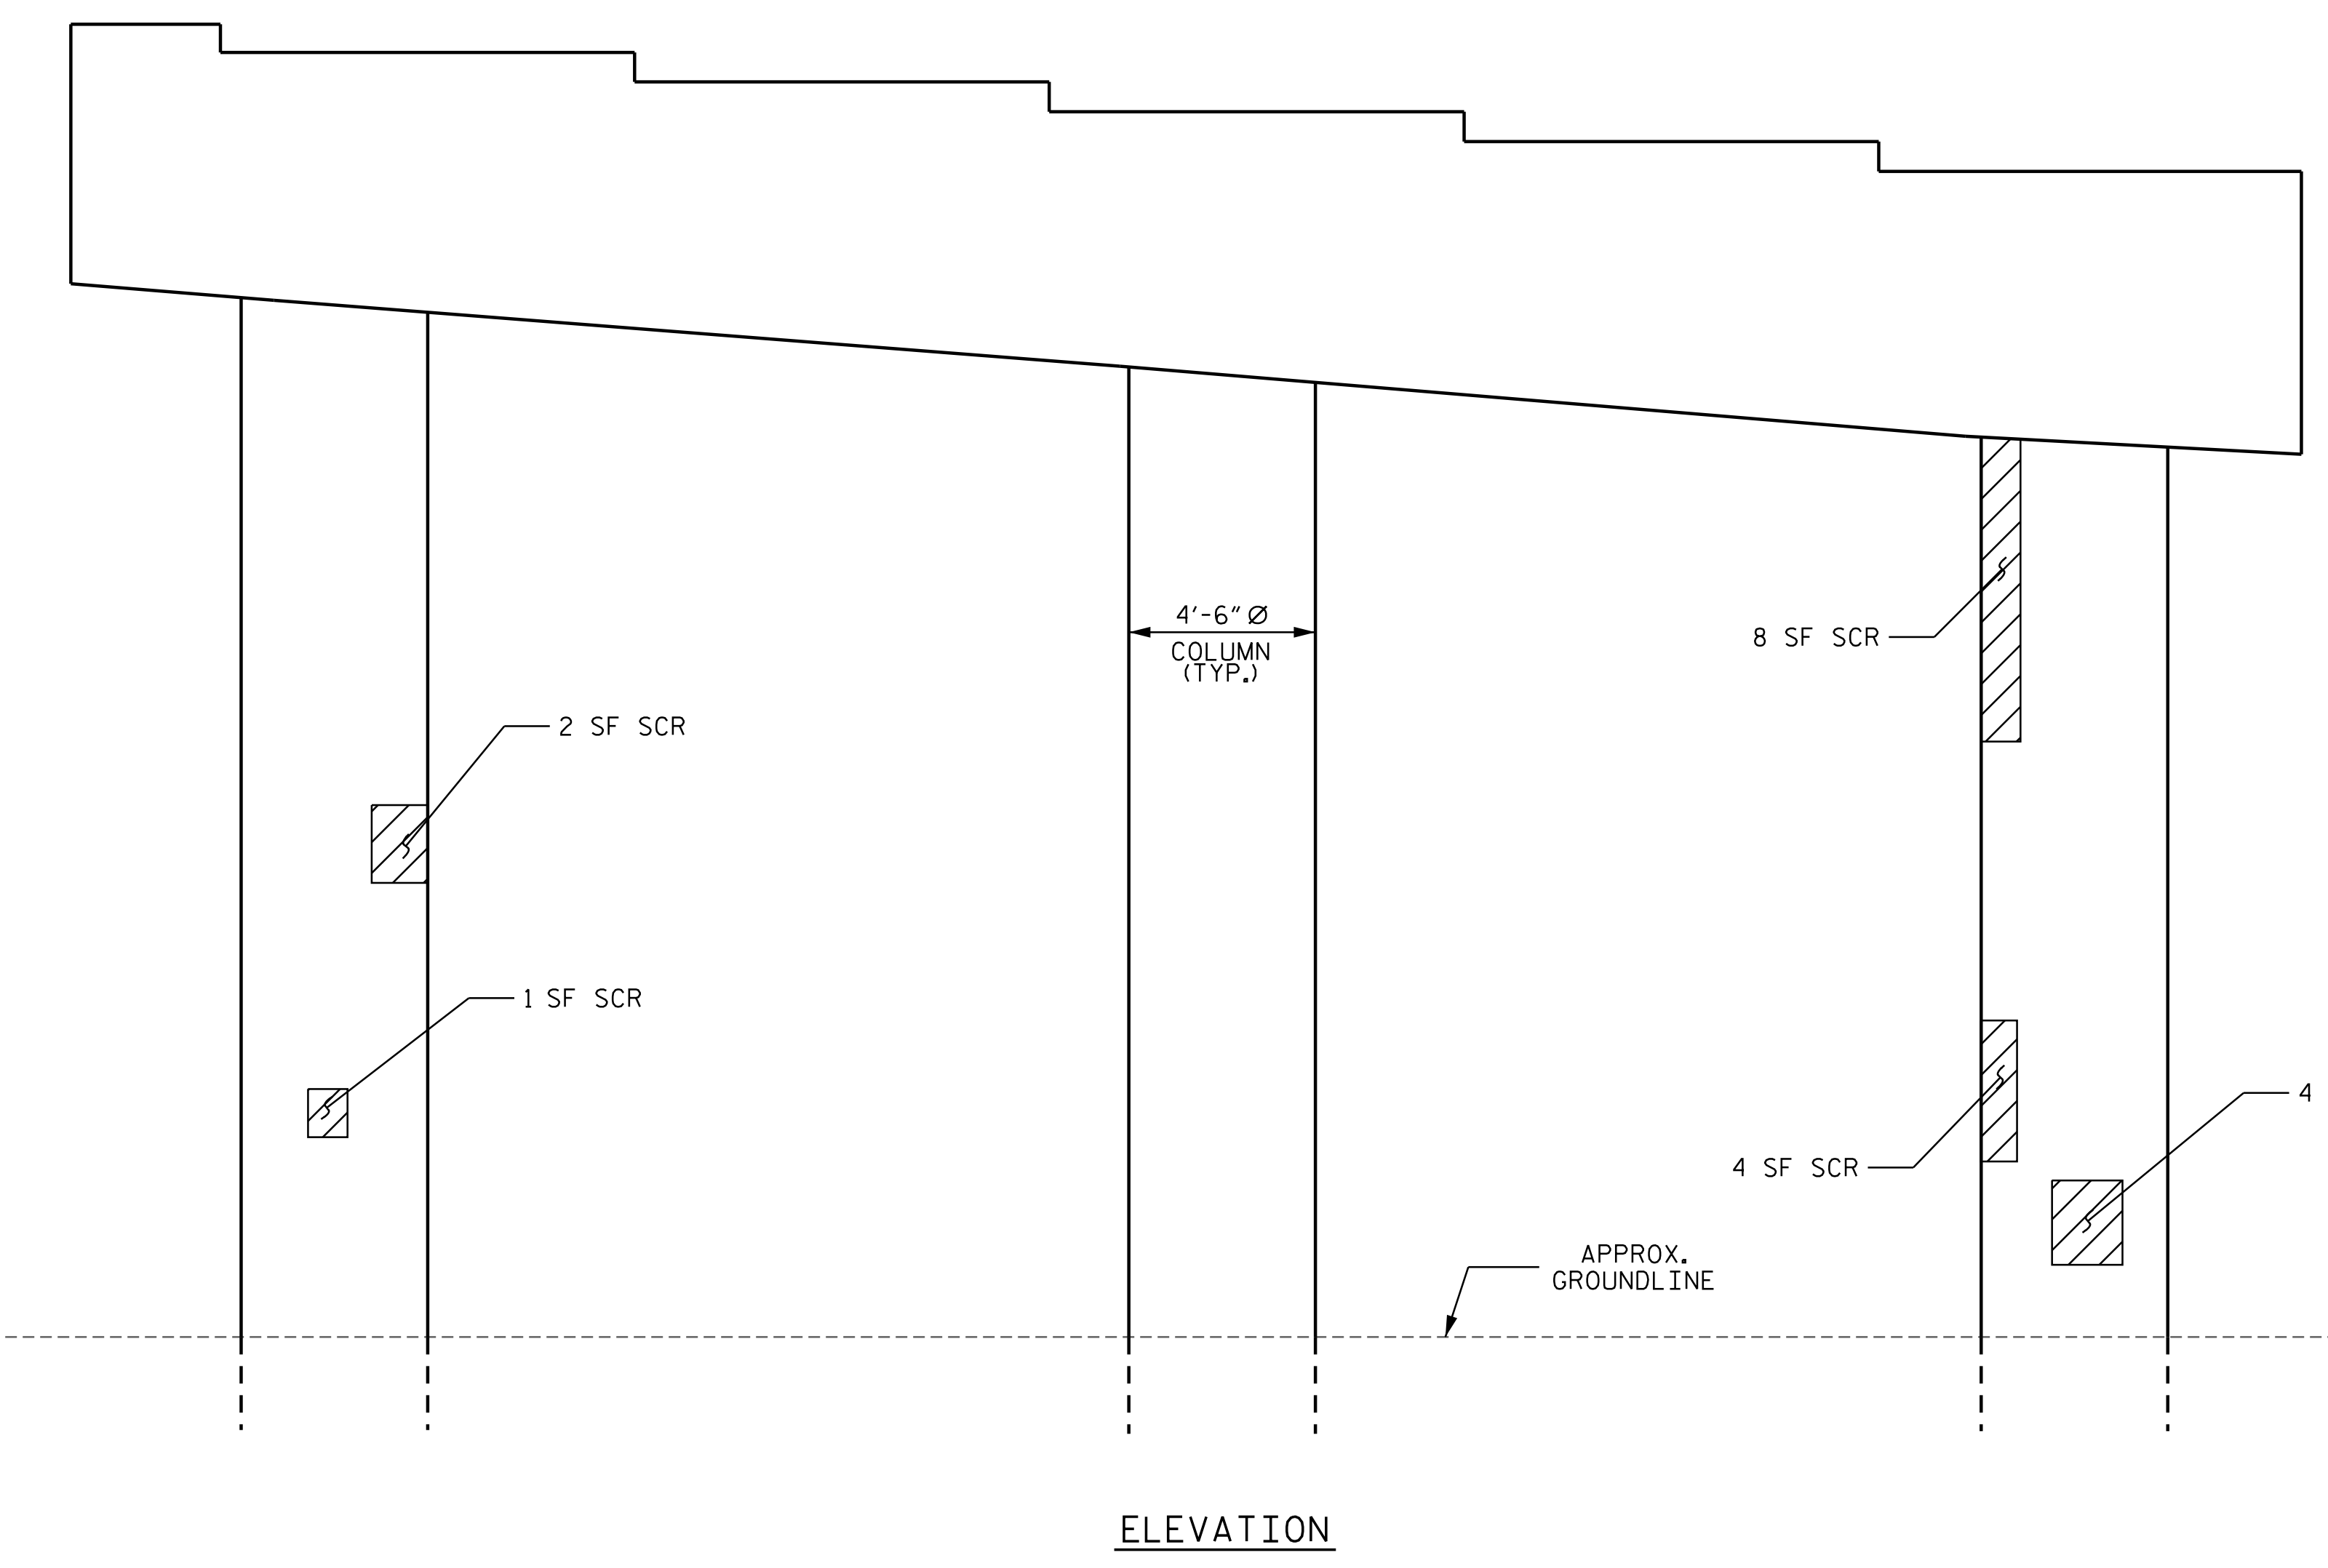 4'-6"Ø
COLUMN
(TYP.)
8 SF SCR
2 SF SCR
1 SF SCR
4
4 SF SCR
APPROX.
GROUNDLINE
ELEVATION